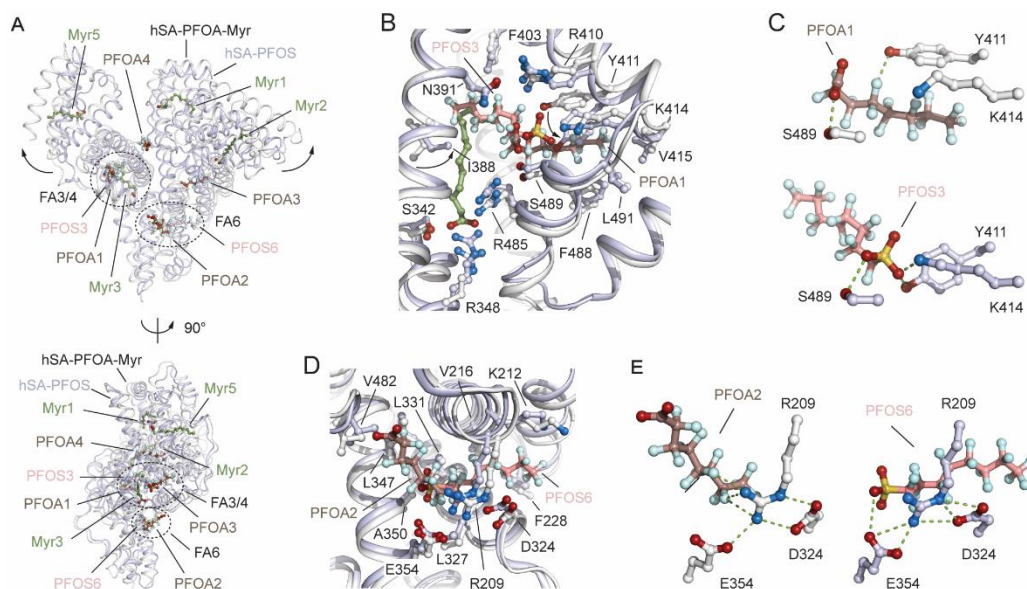 A
Myr5
hSA-PFOA-Myr
hSA-PFOS
PFOA4
Myr1
Myr2
FA3/4
PFOS3
PFOA1
Myr3
FA6
PFOA3
PFOS6
PFOA2
90°
hSA-PFOA-Myr
hSA-PFOS
Myr1
Myr5
PFOA4
Myr2
PFOS3
FA3/4
PFOA1
PFOA3
Myr3
FA6
PFOS6
PFOA2
B
F403
R410
PFOS3
Y411
N391
K414
V415
I388
PFOA1
S489
S342
L491
R485
F488
R348
C
PFOA1
Y411
K414
S489
PFOS3
Y411
S489
K414
D
V216
K212
V482
L331
L347
PFOS6
PFOA2
A350
F228
L327
D324
E354
R209
E
PFOA2
R209
D324
E354
PFOS6
R209
D324
E354